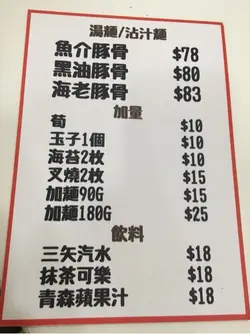 湯麵/沾汁麵
魚介豚骨 $78
黑油豚骨 $80
海老豚骨 $83
加量
筍 $10
玉子1個 $10
海苔2枚 $10
叉燒2枚 $15
加麵90G $15
加麵180G $25
飲料
三矢汽水 $18
抹茶可樂 $18
青森蘋果汁 $18